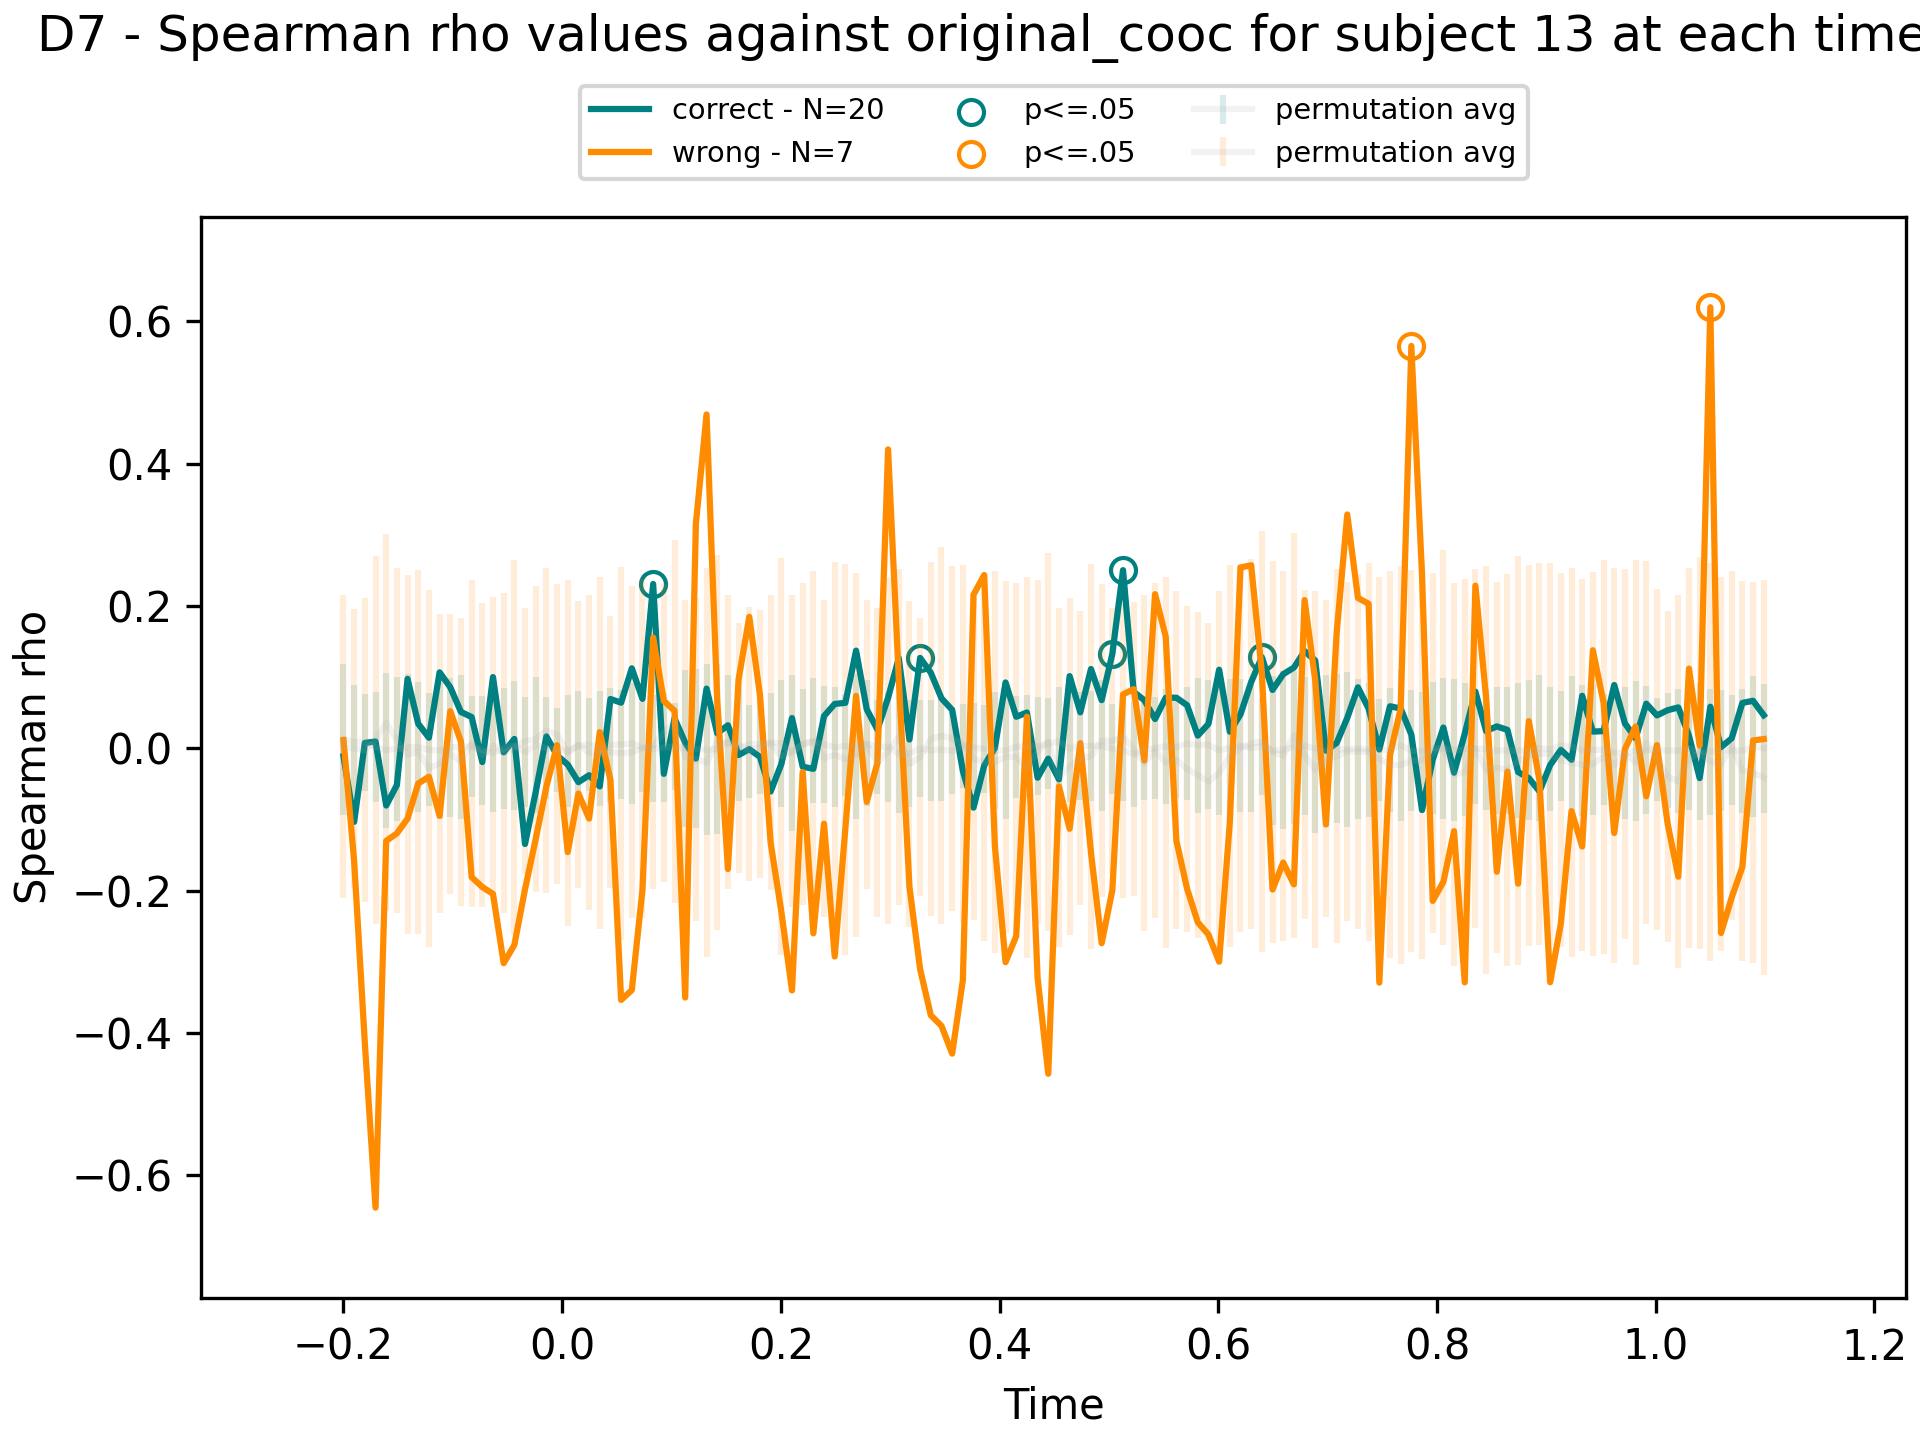 D7 - Spearman rho values against original_cooc for subject 13 at each time
correct - N=20
wrong - N=7
p<=.05
p<=.05
permutation avg
permutation avg
Spearman rho
0.6
0.4
0.2
0.0
−0.2
−0.4
−0.6
−0.2 0.0 0.2 0.4 0.6 0.8 1.0 1.2
Time